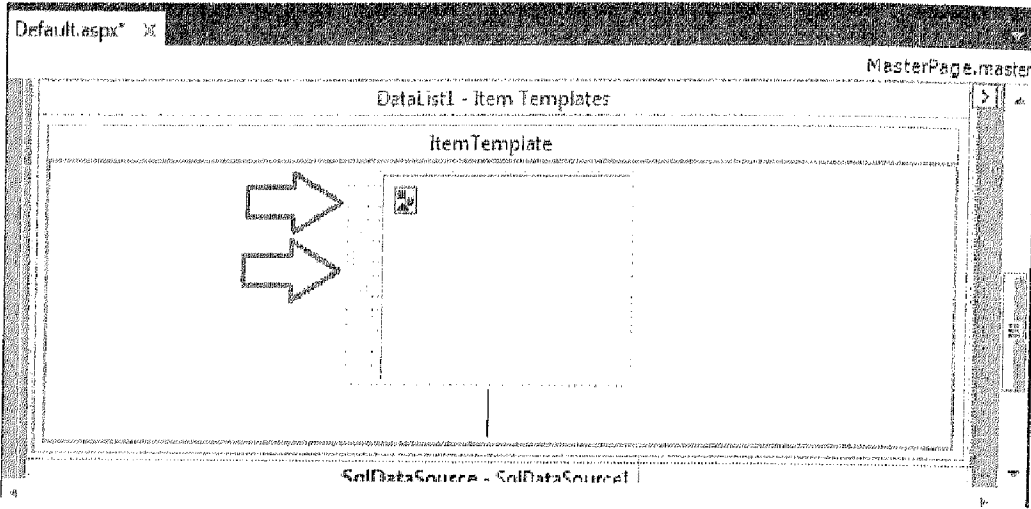 Default.aspx*
MasterPage.master
DataList1 - Item Templates
ItemTemplate
SqlDataSource - SqlDataSource1